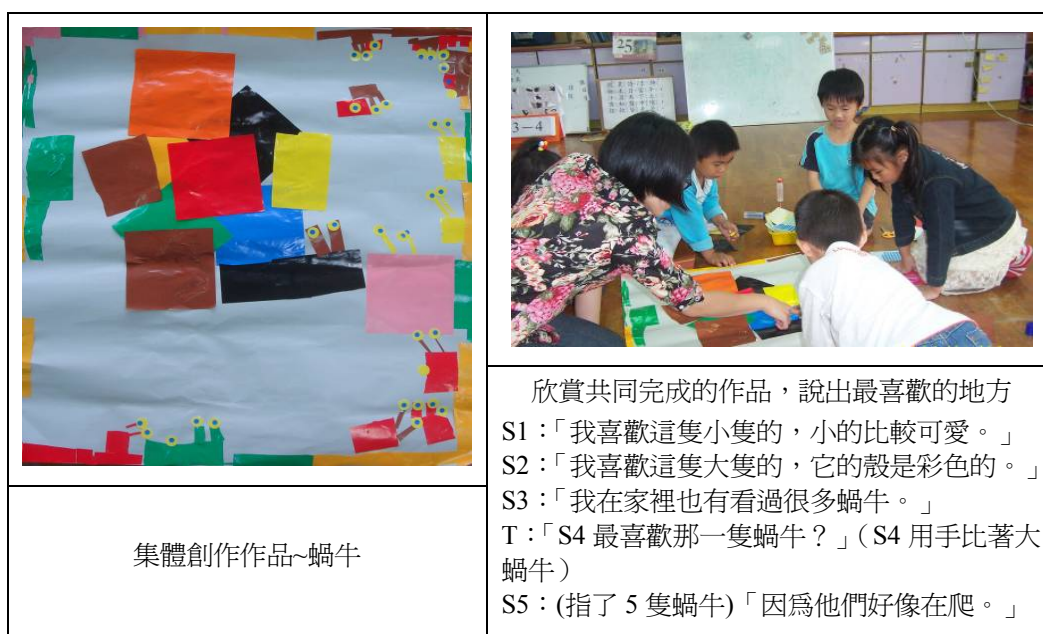 25
3-4
集體創作作品~蝸牛
欣賞共同完成的作品，說出最喜歡的地方
S1：「我喜歡這隻小隻的，小的比較可愛。」
S2：「我喜歡這隻大隻的，它的殼是彩色的。」
S3：「我在家裡也有看過很多蝸牛。」
T：「S4 最喜歡那一隻蝸牛？」（S4 用手比著大
蝸牛）
S5：(指了 5 隻蝸牛)「因為他們好像在爬。」